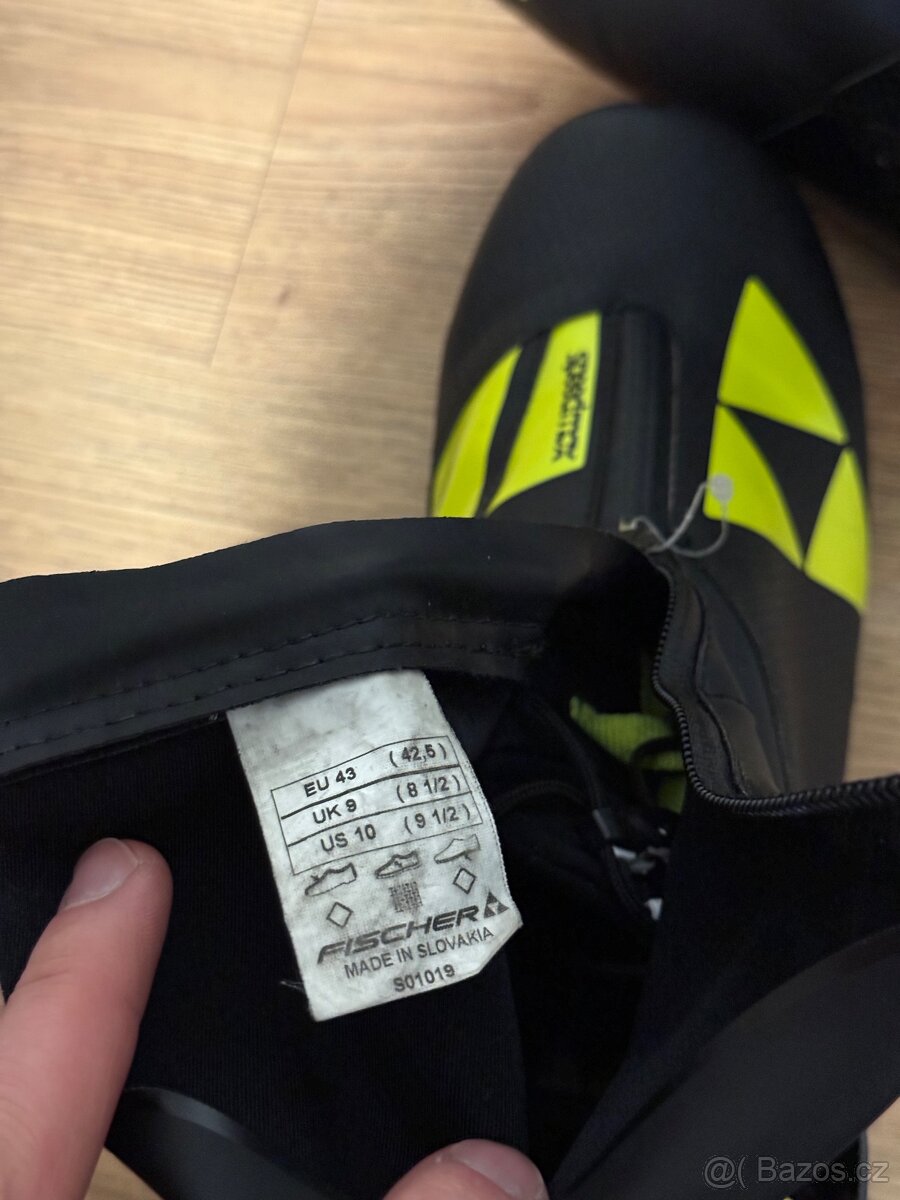 speedmax
EU 43 ( 42,5 )
UK 9 ( 8 1/2 )
US 10 ( 9 1/2 )
FISCHER
MADE IN SLOVAKIA
S01019
@( Bazos.cz